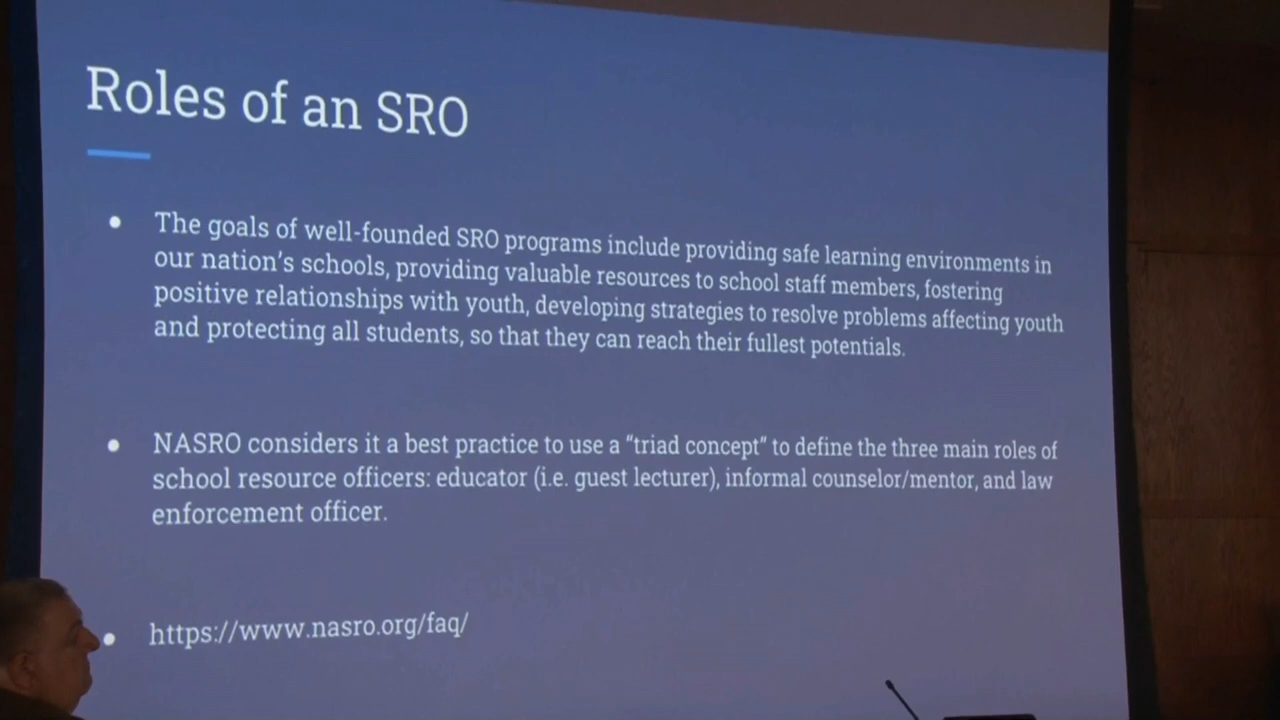 Roles of an SRO
● The goals of well-founded SRO programs include providing safe learning environments in
our nation's schools, providing valuable resources to school staff members, fostering
positive relationships with youth, developing strategies to resolve problems affecting youth
and protecting all students, so that they can reach their fullest potentials.
● NASRO considers it a best practice to use a “triad concept” to define the three main roles of
school resource officers: educator (i.e. guest lecturer), informal counselor/mentor, and law
enforcement officer.
● https://www.nasro.org/faq/